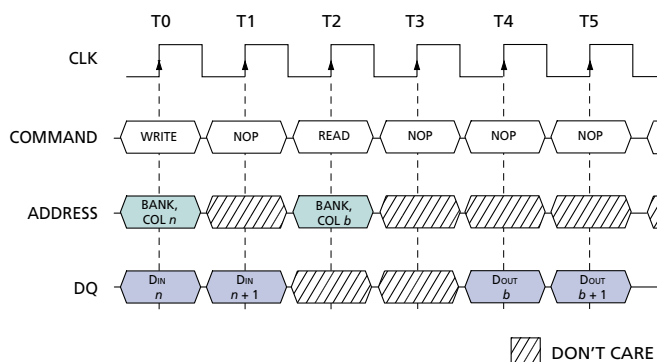 T0 T1 T2 T3 T4 T5
CLK
COMMAND WRITE NOP READ NOP NOP NOP
ADDRESS BANK, COL n BANK, COL b
DQ DIN n DIN n + 1 DOUT b DOUT b + 1
DON'T CARE